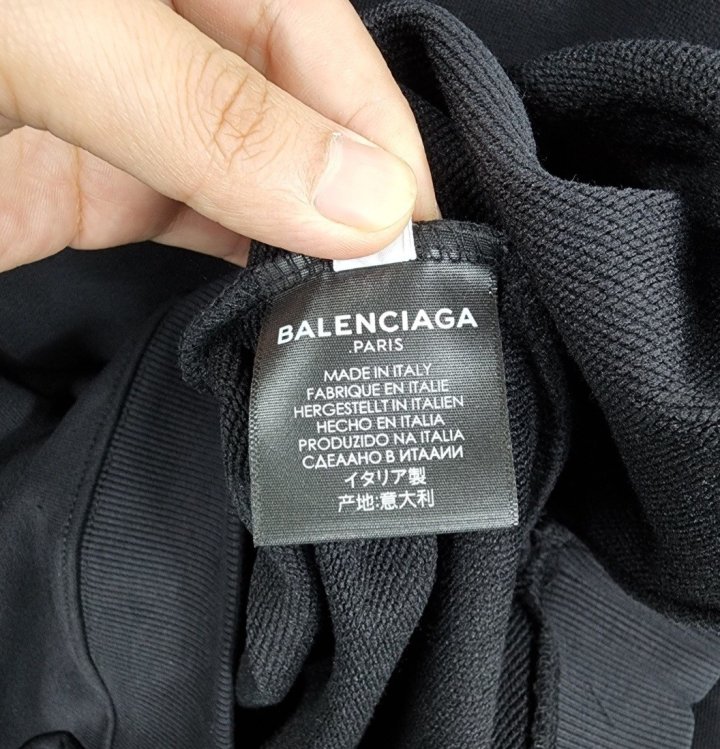 BALENCIAGA
.PARIS
MADE IN ITALY
FABRIQUE EN ITALIE
HERGESTELLT IN ITALIEN
HECHO EN ITALIA
PRODUZIDO NA ITALIA
СДЕААНО В ИТААИИ
イタリア製
产地:意大利